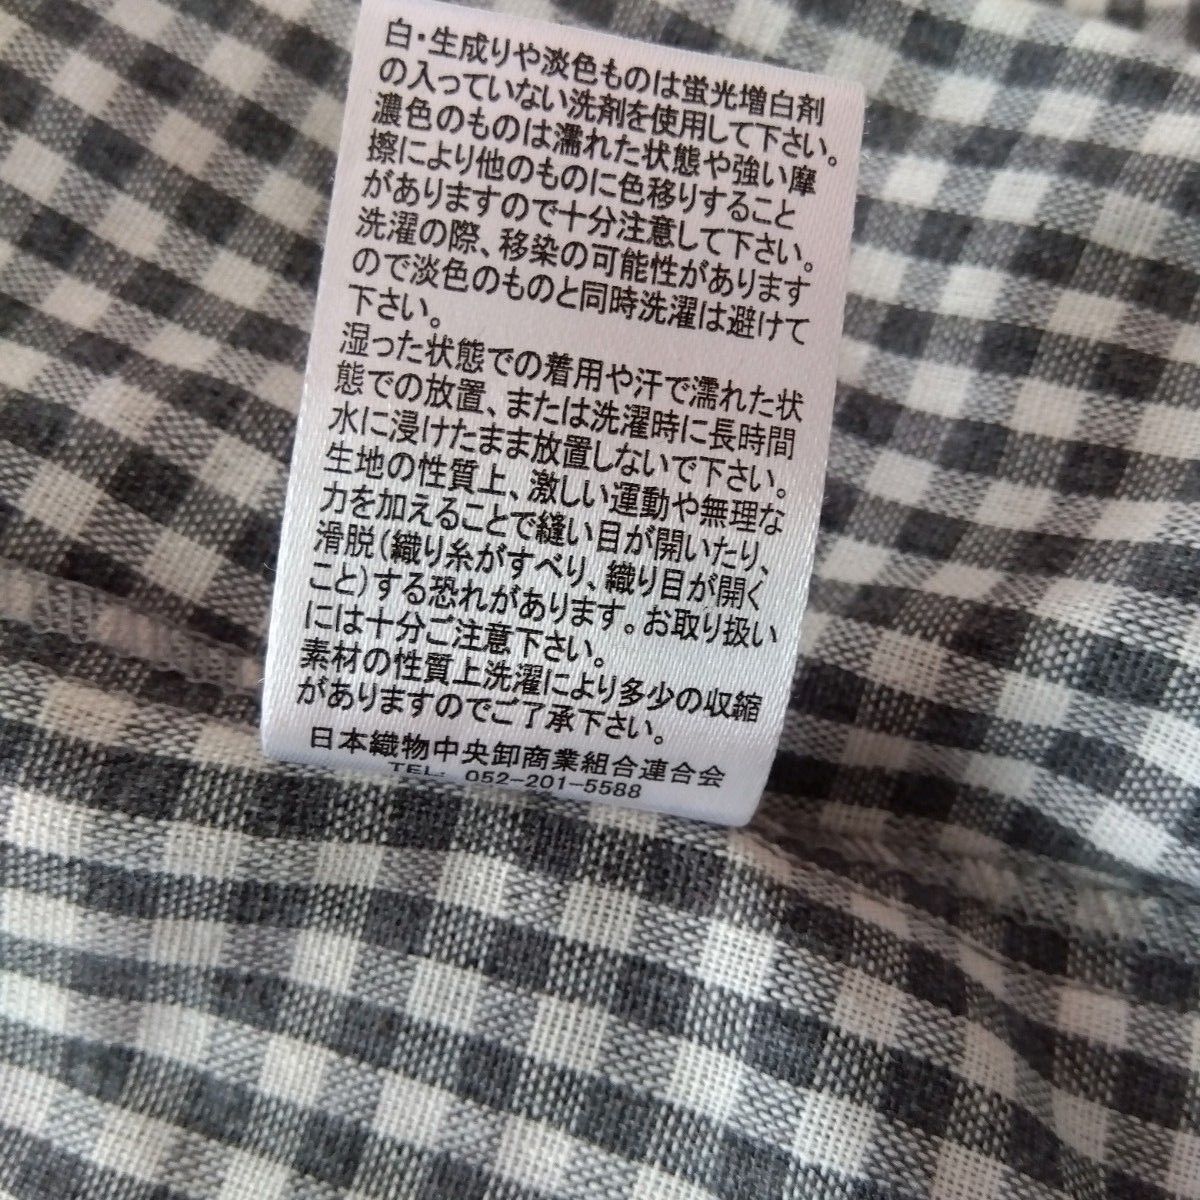 白・生成りや淡色ものは蛍光増白剤
の入っていない洗剤を使用して下さい。
濃色のものは濡れた状態や強い摩
擦により他のものに色移りすること
がありますので十分注意して下さい。
洗濯の際、移染の可能性があります
ので淡色のものと同時洗濯は避けて
下さい。
湿った状態での着用や汗で濡れた状
態での放置、または洗濯時に長時間
水に浸けたまま放置しないで下さい。
生地の性質上、激しい運動や無理な
力を加えることで縫い目が開いたり、
滑脱(織り糸がすべり、織り目が開く
こと)する恐れがあります。お取り扱い
には十分ご注意下さい。
素材の性質上洗濯により多少の収縮
がありますのでご了承下さい。
日本織物中央卸商業組合連合会
TEL: 052-201-5588